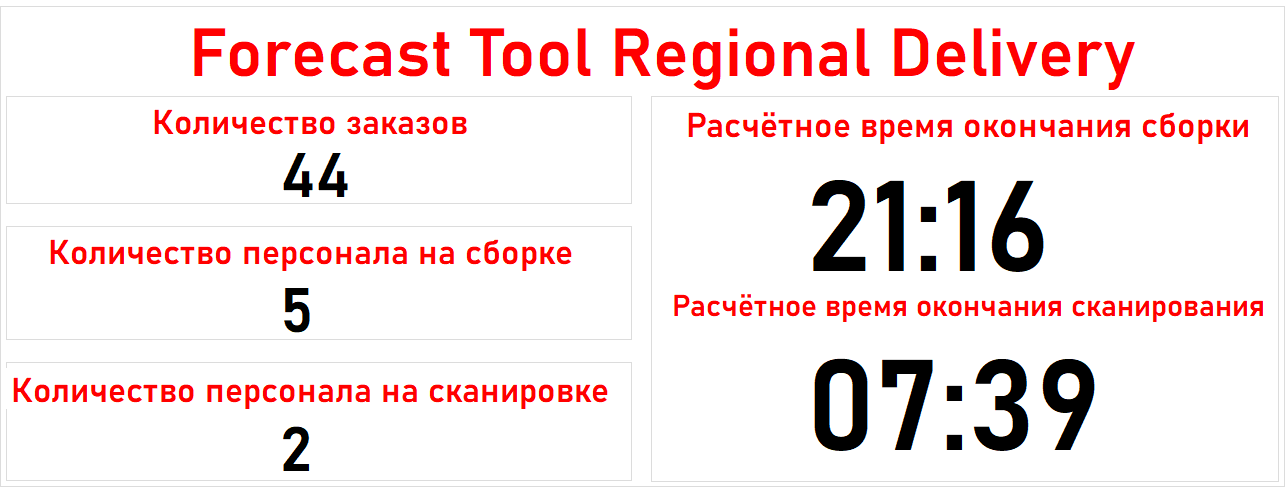 Forecast Tool Regional Delivery
Количество заказов
44
Количество персонала на сборке
5
Количество персонала на сканировке
2
Расчётное время окончания сборки
21:16
Расчётное время окончания сканирования
07:39